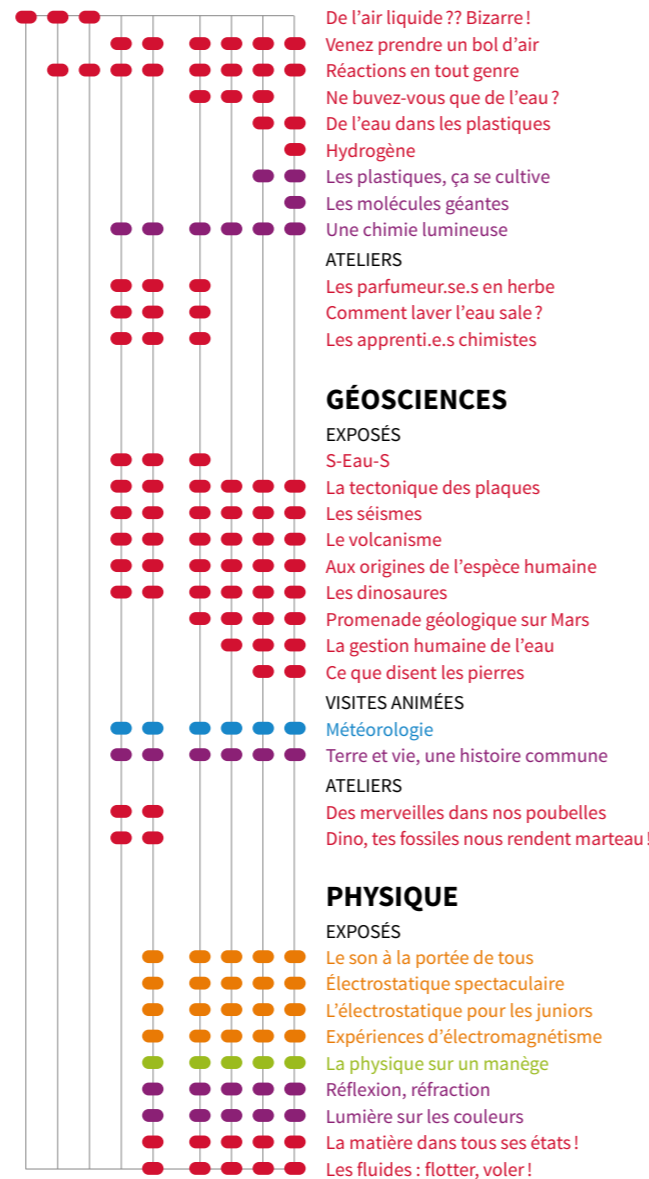 De l’air liquide ?? Bizarre !
Venez prendre un bol d’air
Réactions en tout genre
Ne buvez-vous que de l’eau ?
De l’eau dans les plastiques
Hydrogène
Les plastiques, ça se cultive
Les molécules géantes
Une chimie lumineuse
ATELIERS
Les parfumeur.se.s en herbe
Comment laver l’eau sale ?
Les apprenti.e.s chimistes
GÉOSCIENCES
EXPOSÉS
S-Eau-S
La tectonique des plaques
Les séismes
Le volcanisme
Aux origines de l’espèce humaine
Les dinosaures
Promenade géologique sur Mars
La gestion humaine de l’eau
Ce que disent les pierres
VISITES ANIMÉES
Météorologie
Terre et vie, une histoire commune
ATELIERS
Des merveilles dans nos poubelles
Dino, tes fossiles nous rendent marteau !
PHYSIQUE
EXPOSÉS
Le son à la portée de tous
Électrostatique spectaculaire
L’électrostatique pour les juniors
Expériences d’électromagnétisme
La physique sur un manège
Réflexion, réfraction
Lumière sur les couleurs
La matière dans tous ses états !
Les fluides : flotter, voler !